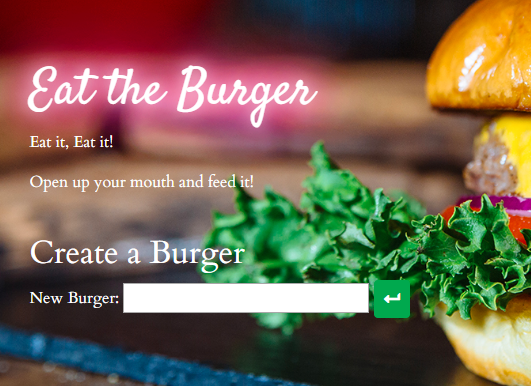 Eat the Burger
Eat it, Eat it!
Open up your mouth and feed it!
Create a Burger
New Burger: